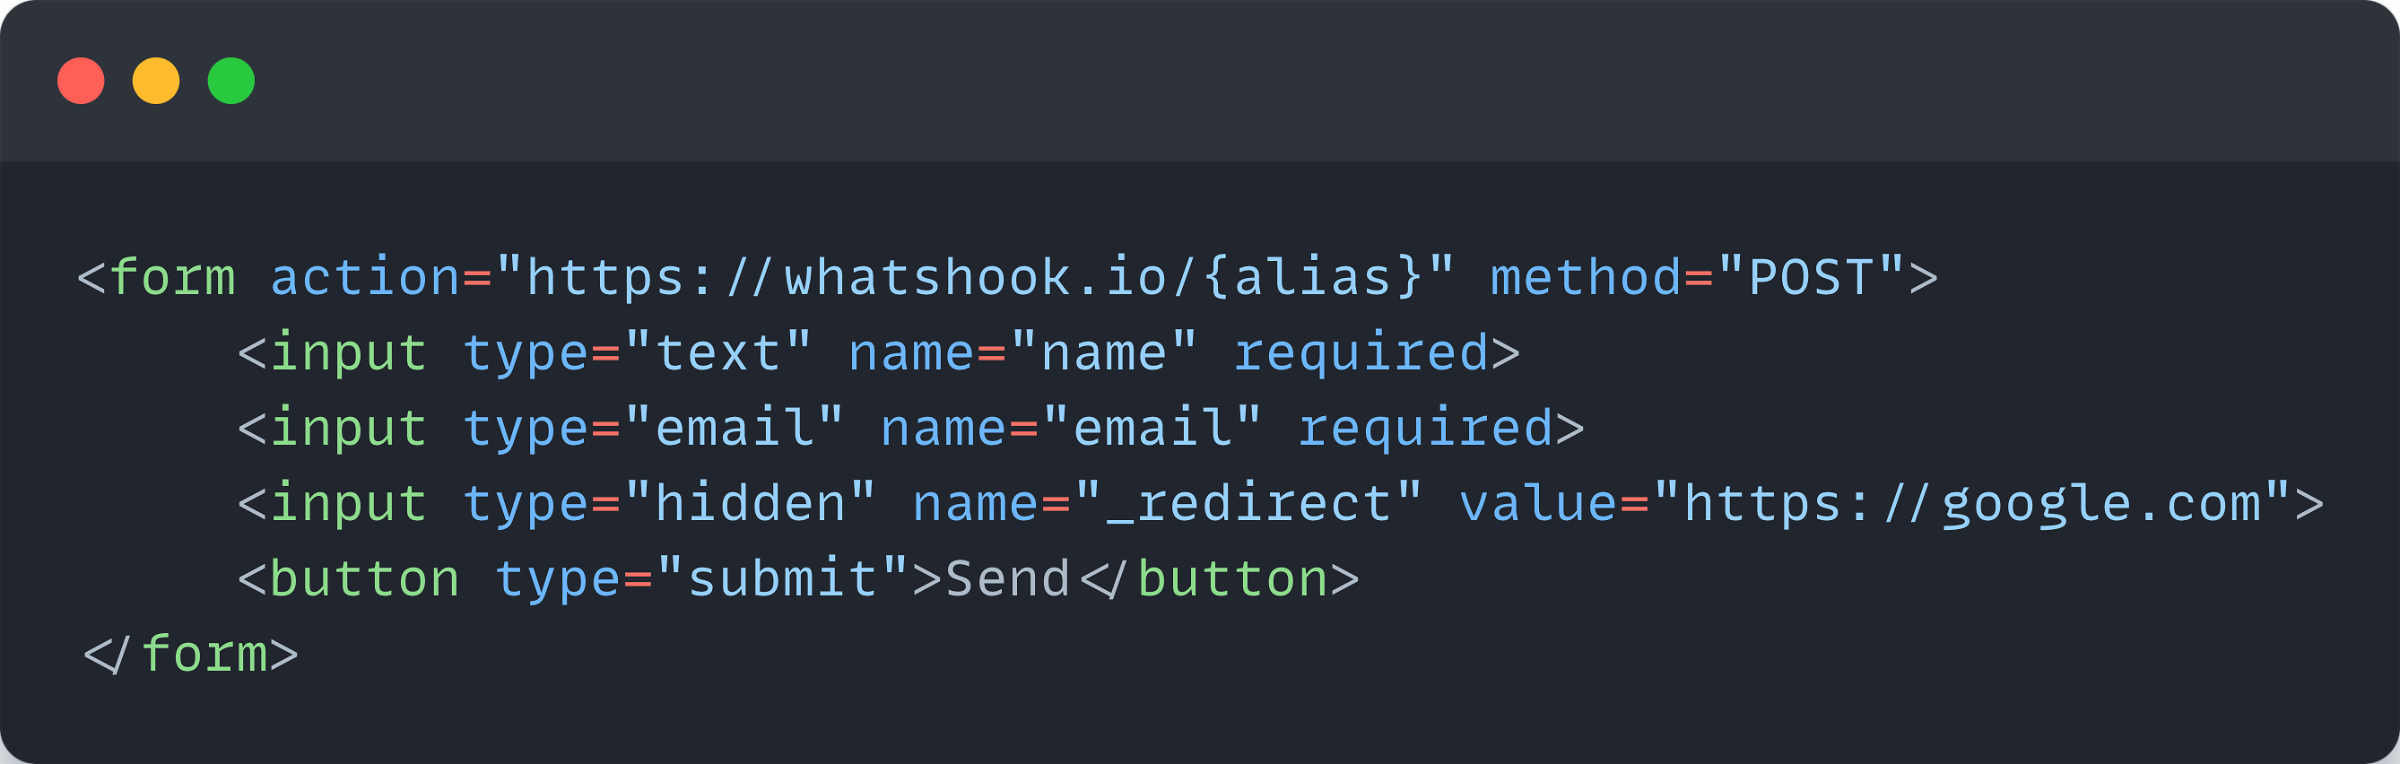 <form action="https://whatshook.io/{alias}" method="POST">
    <input type="text" name="name" required>
    <input type="email" name="email" required>
    <input type="hidden" name="_redirect" value="https://google.com">
    <button type="submit">Send</button>
</form>